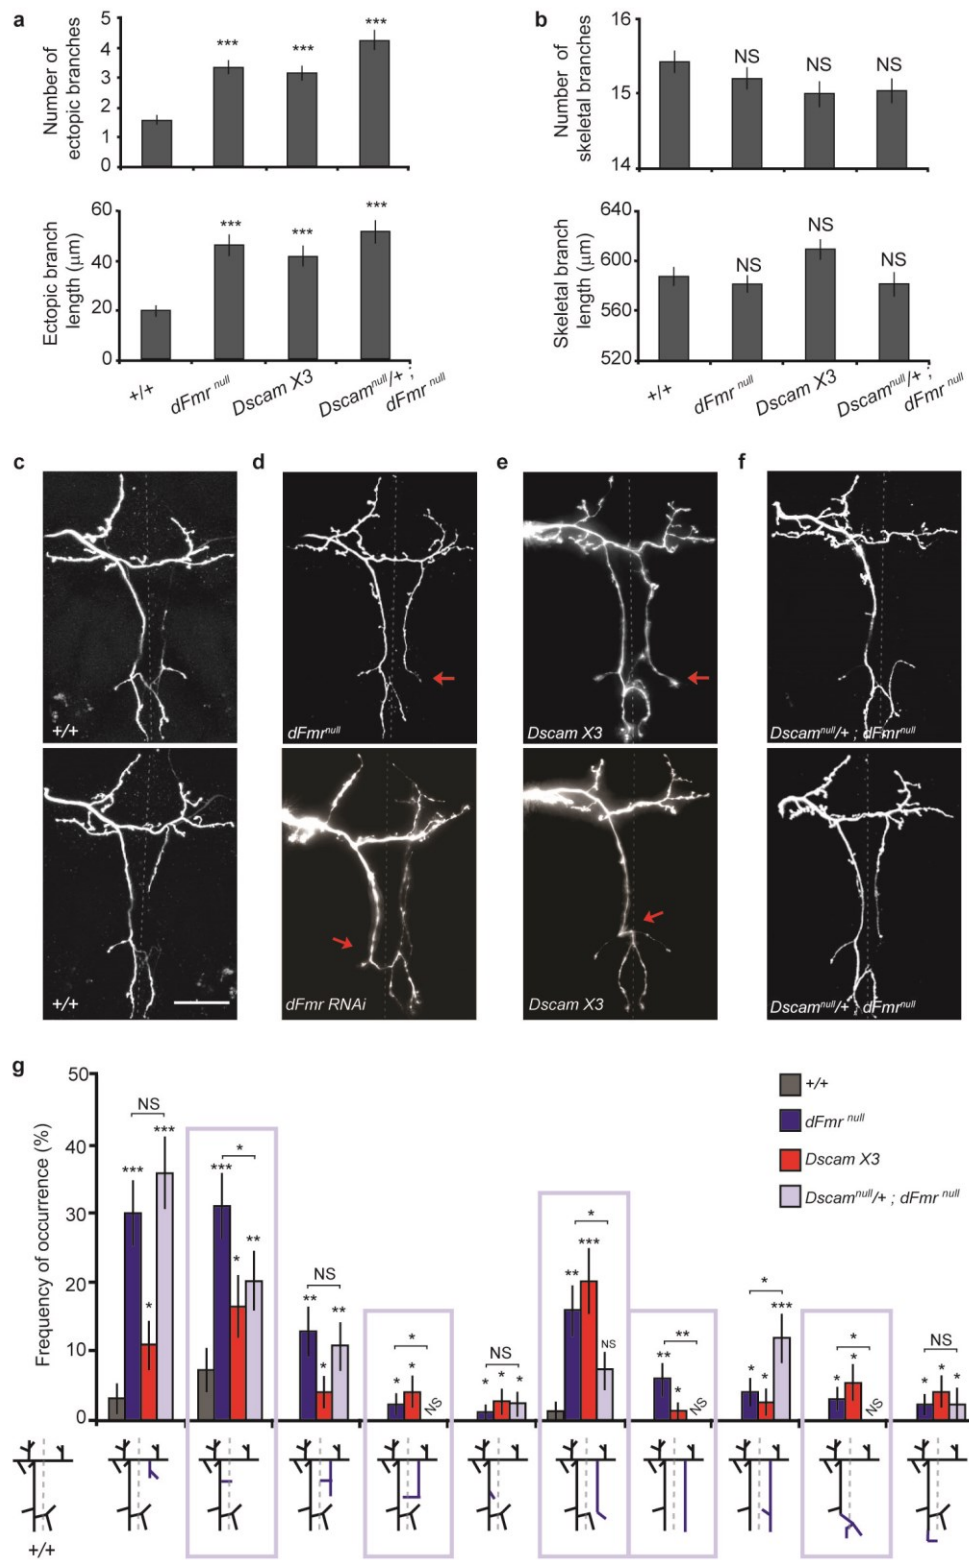 a
Number of
ectopic branches
5
4
3
2
1
0
*** *** ***
Ectopic branch
length (µm)
60
40
20
0
*** *** ***
+/+ dFmr null Dscam X3 Dscam null/+ ;
dFmr null
b
Number of
skeletal branches
16
15
14
NS NS NS
Skeletal branch
length (µm)
640
600
560
520
NS NS NS
+/+ dFmr null Dscam X3 Dscam null/+ ;
dFmr null
c d e f
+/+ dFmr null Dscam X3 Dscam null/+ ; dFmr null
+/+ dFmr RNAi Dscam X3 Dscam null/+ ; dFmr null
g
Frequency of occurrence (%)
50
40
30
20
10
0
+/+
dFmr null
Dscam X3
Dscam null/+ ; dFmr null
NS
*** * ***
*
*** * **
NS
** * **
*
* * NS
NS
* * *
*
** *** NS
**
** * NS
*
* * ***
*
* * NS
NS
* * *
+/+